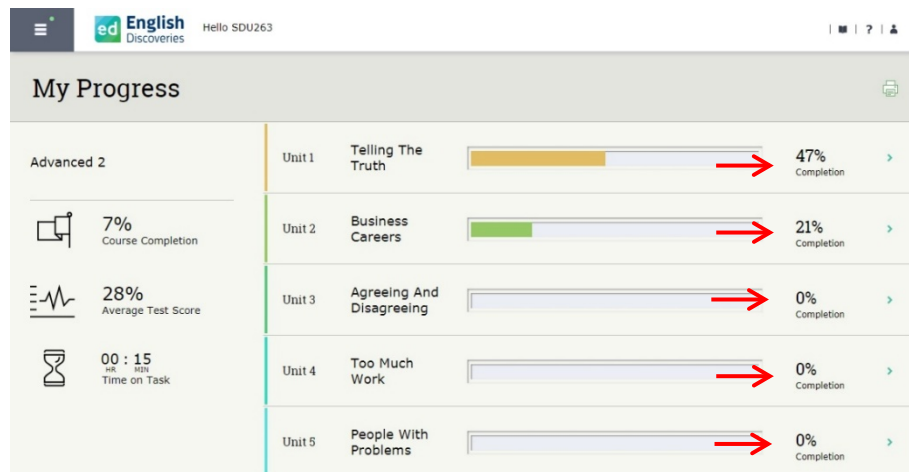 ed English
Discoveries
Hello SDU263
?
My Progress
Advanced 2
7%
Course Completion
28%
Average Test Score
00 : 15
HR MIN
Time on Task
Unit 1
Telling The
Truth
47%
Completion
Unit 2
Business
Careers
21%
Completion
Unit 3
Agreeing And
Disagreeing
0%
Completion
Unit 4
Too Much
Work
0%
Completion
Unit 5
People With
Problems
0%
Completion